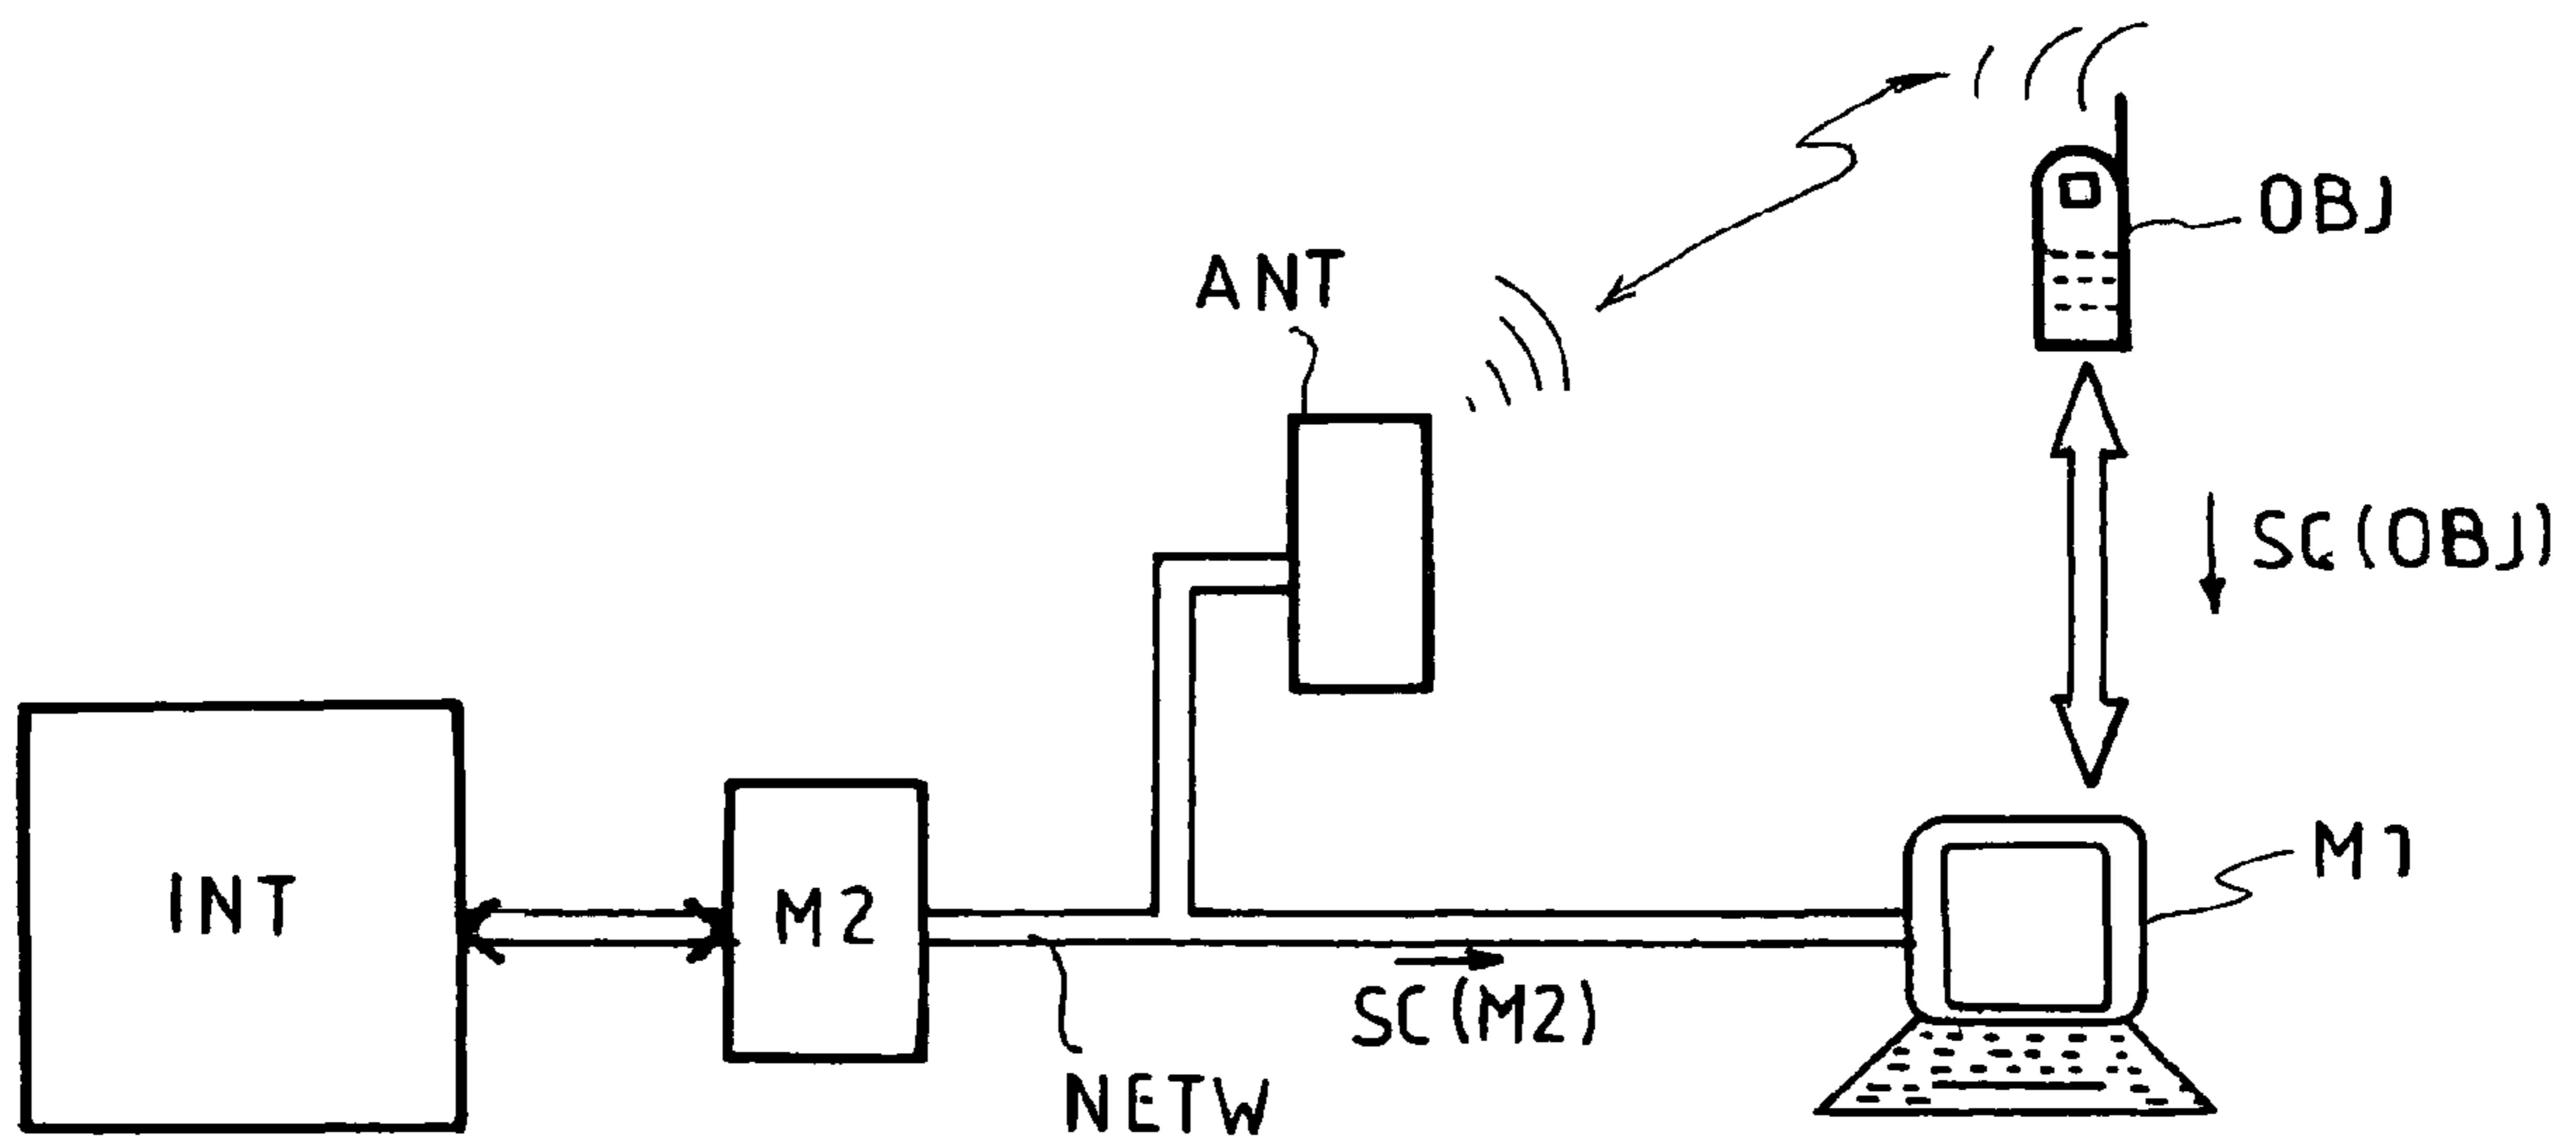 OBJ
ANT
SC(OBJ)
M1
INT
M2
SC(M2)
NETW